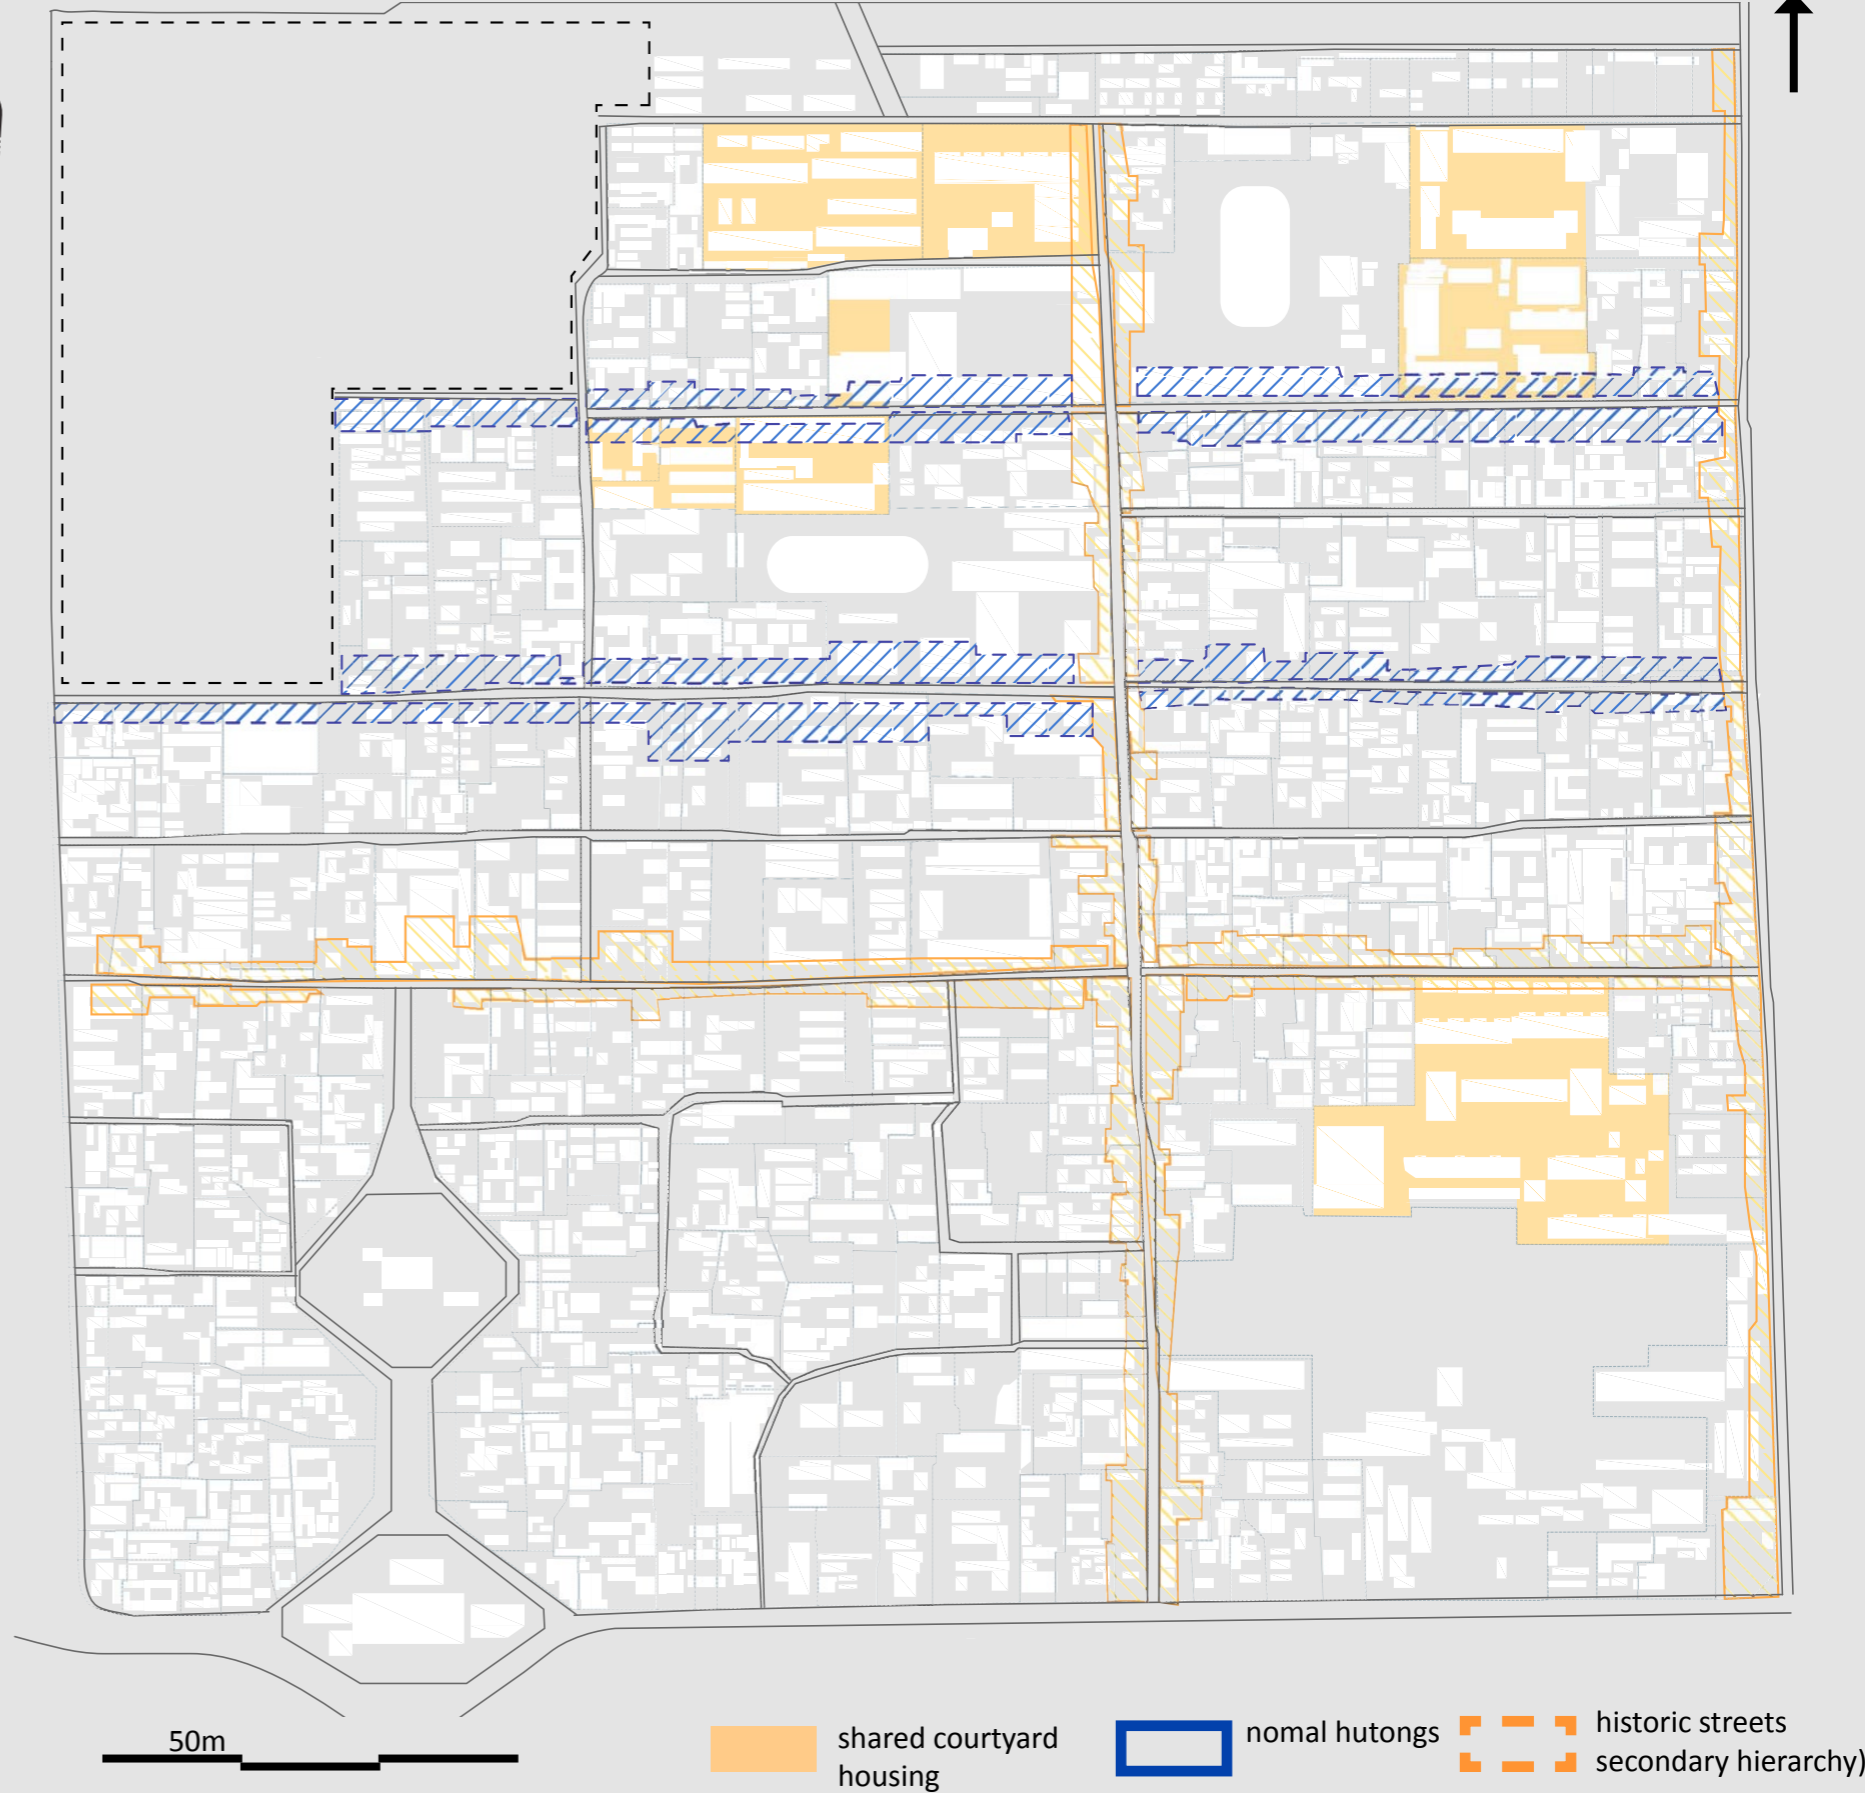 50m
shared courtyard
housing
nomal hutongs
historic streets
secondary hierarchy)